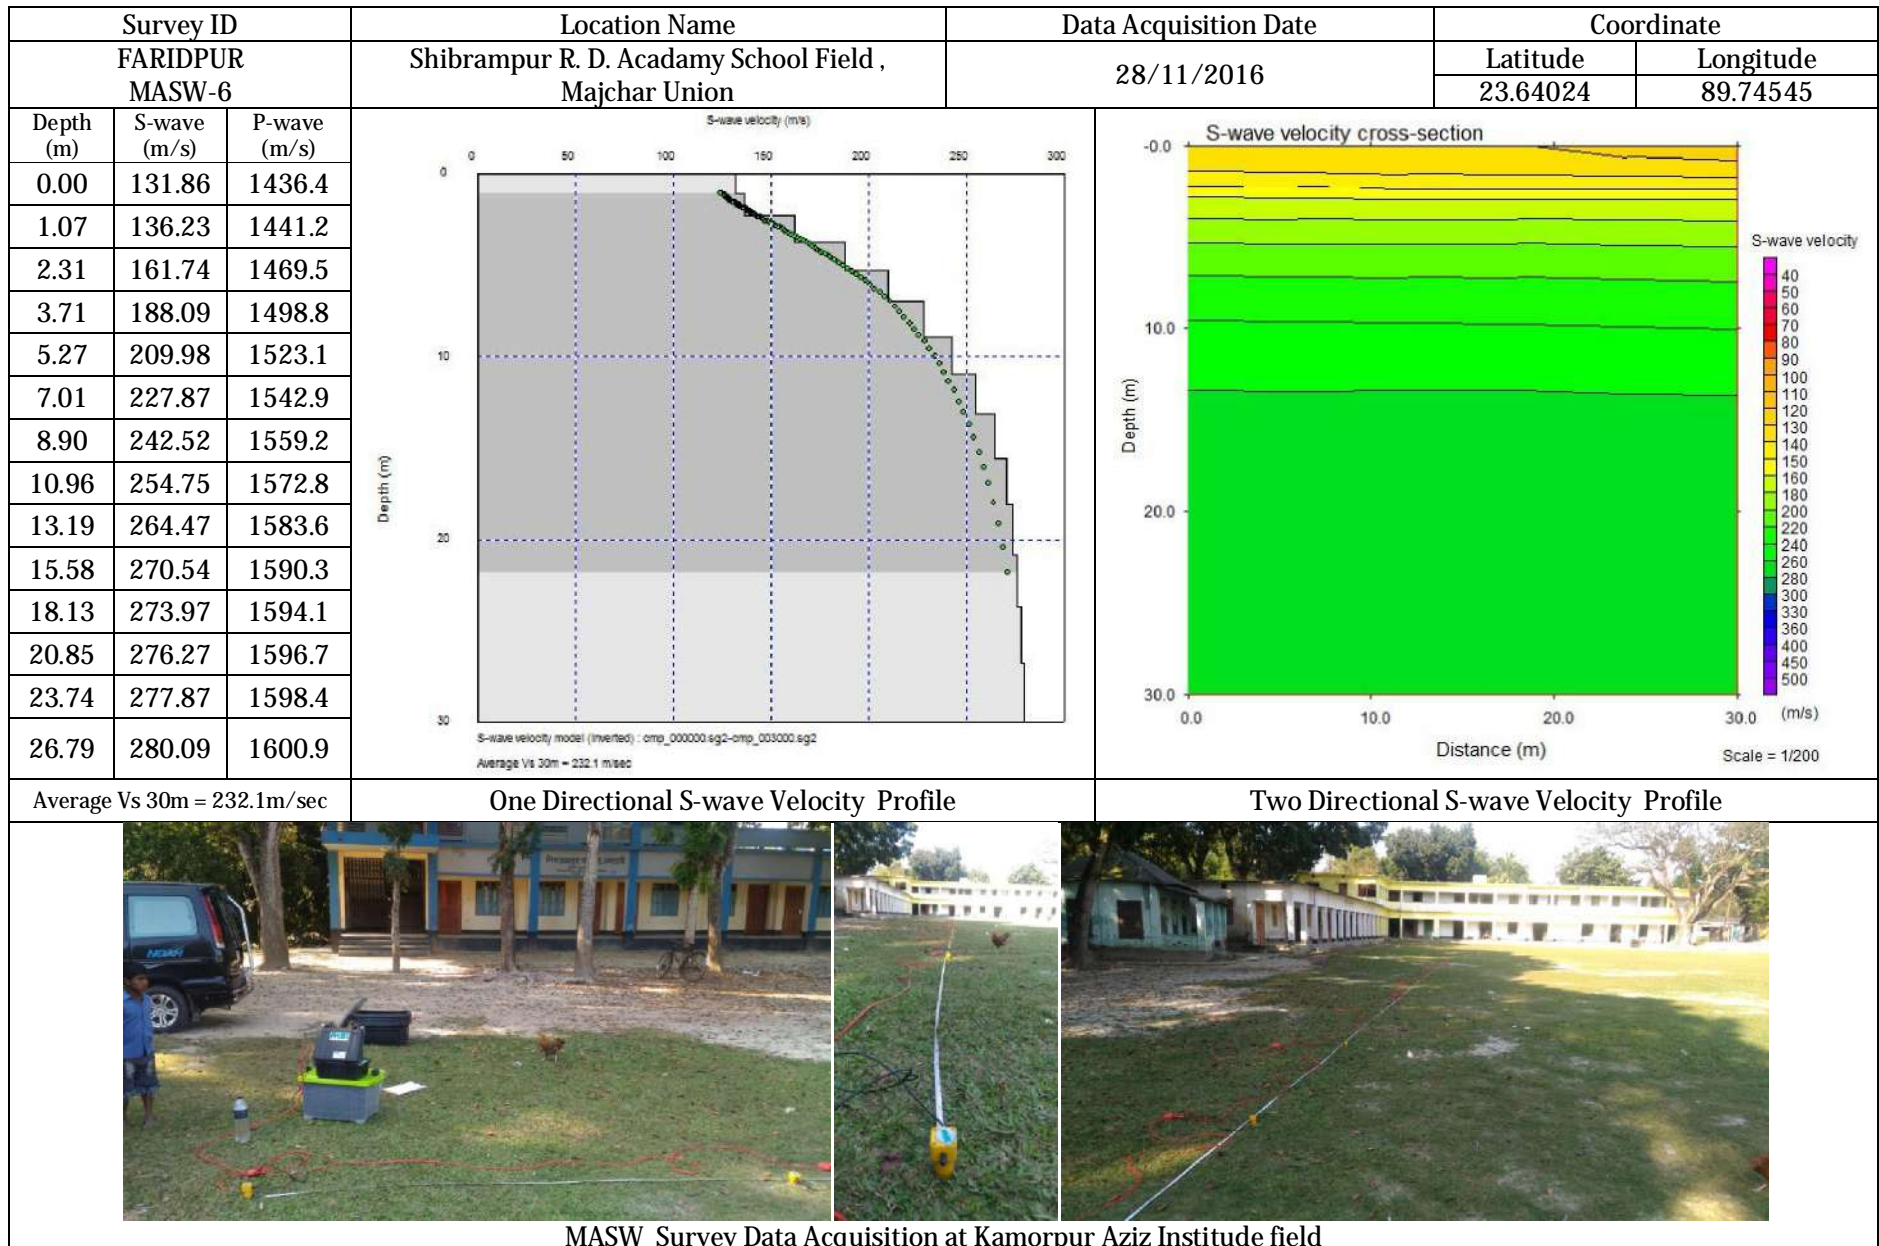 Survey ID
Location Name
Data Acquisition Date
Coordinate
FARIDPUR
MASW-6
Shibrampur R. D. Acadamy School Field ,
Majchar Union
28/11/2016
Latitude
Longitude
23.64024
89.74545
Depth (m) S-wave (m/s) P-wave (m/s)
0.00 131.86 1436.4
1.07 136.23 1441.2
2.31 161.74 1469.5
3.71 188.09 1498.8
5.27 209.98 1523.1
7.01 227.87 1542.9
8.90 242.52 1559.2
10.96 254.75 1572.8
13.19 264.47 1583.6
15.58 270.54 1590.3
18.13 273.97 1594.1
20.85 276.27 1596.7
23.74 277.87 1598.4
26.79 280.09 1600.9
Average Vs 30m = 232.1m/sec
S-wave velocity (m/s)
0 50 100 150 200 250 300
0
10
20
30
Depth (m)
S-wave velocity model (inverted) : cmp_000000.sg2-cmp_003000.sg2
Average Vs 30m = 232.1 m/sec
One Directional S-wave Velocity Profile
S-wave velocity cross-section
-0.0
10.0
20.0
30.0
Depth (m)
0.0 10.0 20.0 30.0
Distance (m)
S-wave velocity
40
50
60
70
80
90
100
110
120
130
140
150
160
180
200
220
240
260
280
300
330
360
400
450
500
(m/s)
Scale = 1/200
Two Directional S-wave Velocity Profile
NOAH
MASW Survey Data Acquisition at Kamorpur Aziz Institude field